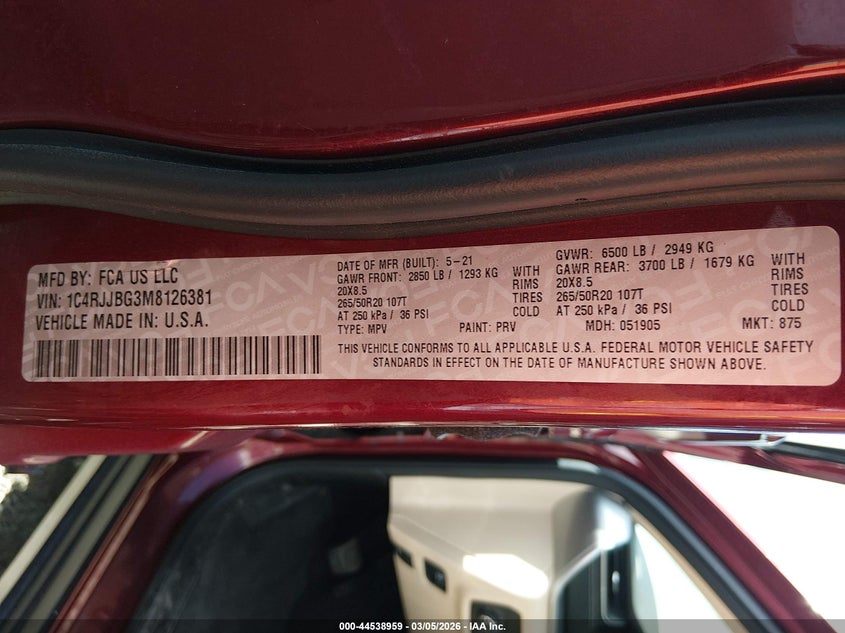 MFD BY: FCA US LLC
VIN: 1C4RJJBG3M8126381
VEHICLE MADE IN: U.S.A.
DATE OF MFR (BUILT): 5-21
GAWR FRONT: 2850 LB / 1293 KG WITH
20X8.5 RIMS
265/50R20 107T TIRES
AT 250 kPa / 36 PSI COLD
TYPE: MPV PAINT: PRV
GVWR: 6500 LB / 2949 KG
GAWR REAR: 3700 LB / 1679 KG WITH
20X8.5 RIMS
265/50R20 107T TIRES
AT 250 kPa / 36 PSI COLD
MDH: 051905 MKT: 875
THIS VEHICLE CONFORMS TO ALL APPLICABLE U.S.A. FEDERAL MOTOR VEHICLE SAFETY
STANDARDS IN EFFECT ON THE DATE OF MANUFACTURE SHOWN ABOVE.
000-44538959 — 03/05/2026 — IAA Inc.